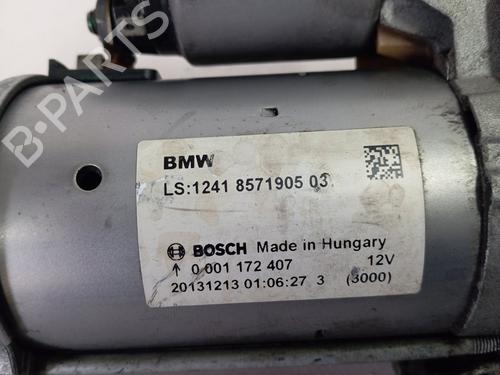 B-PARTS
BMW
LS:1241 8571905 03
BOSCH Made in Hungary
↑ 0 001 172 407 12V
20131213 01:06:27 3 (3000)